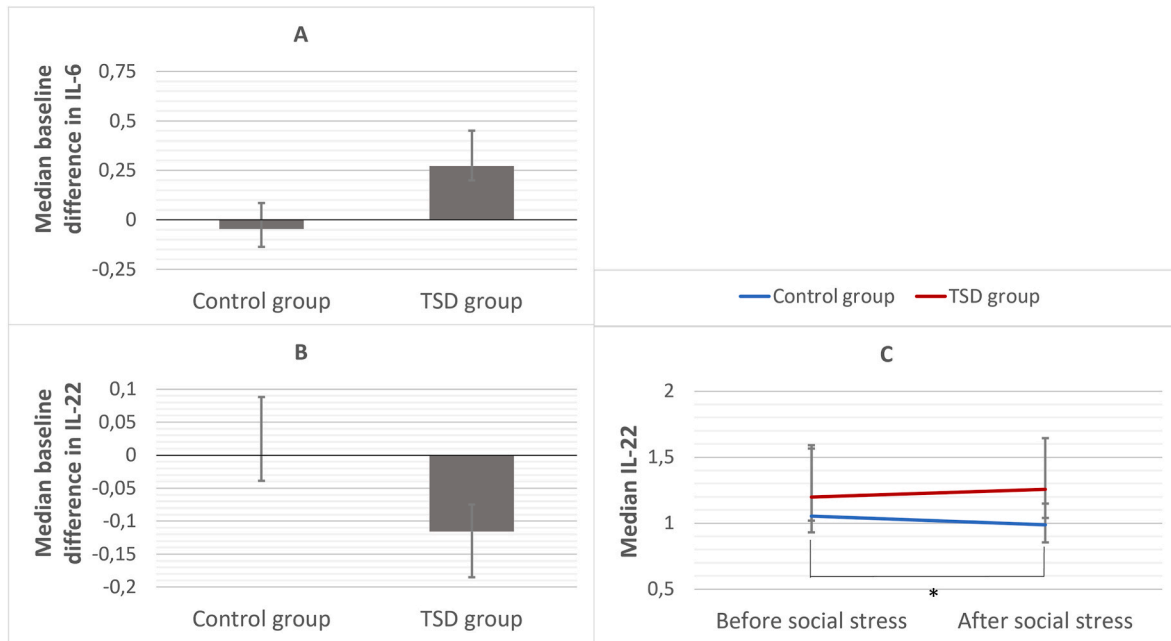 A
Median baseline
difference in IL-6
0,75
0,5
0,25
0
-0,25
Control group
TSD group
Control group
TSD group
B
Median baseline
difference in IL-22
0,1
0,05
0
-0,05
-0,1
-0,15
-0,2
Control group
TSD group
C
Median IL-22
2
1,5
1
0,5
*
Before social stress
After social stress